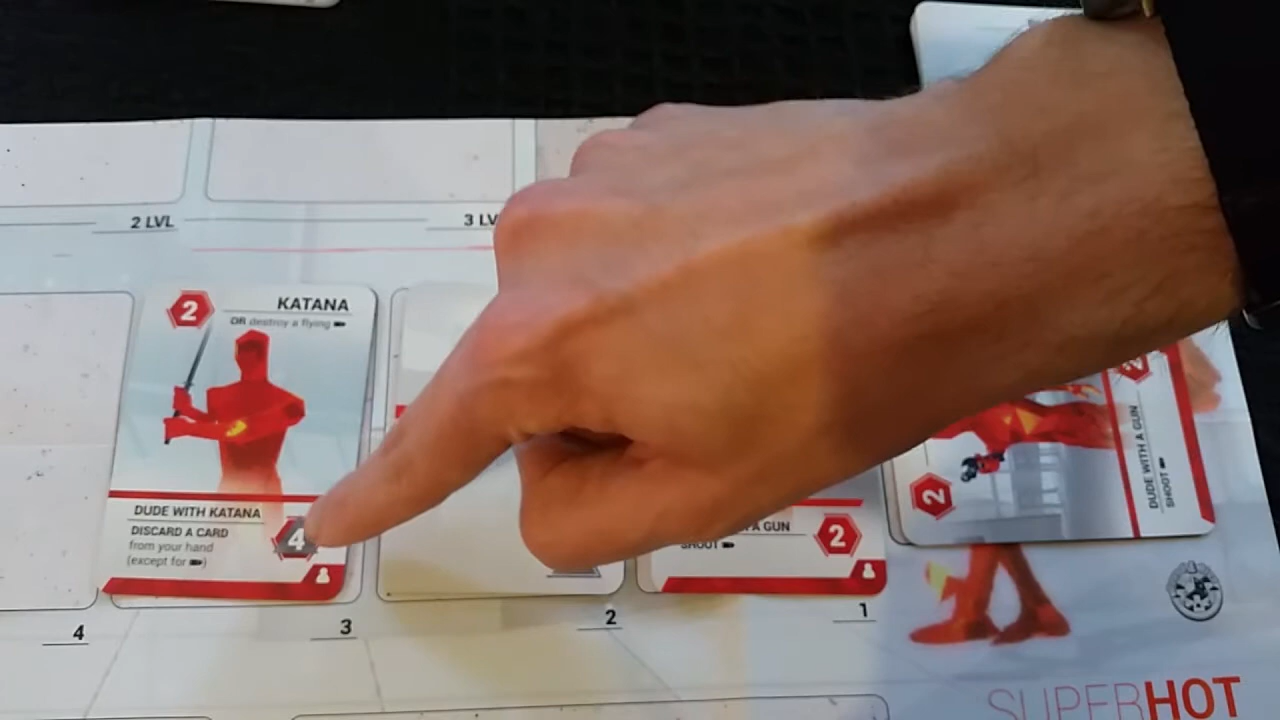 2 LVL
3 LV
2
KATANA
OR destroy a flying
DUDE WITH KATANA
DISCARD A CARD
from your hand
(except for )
4
A GUN
SHOOT
2
2
2
DUDE WITH A GUN
SHOOT
4
3
2
1
SUPERHOT